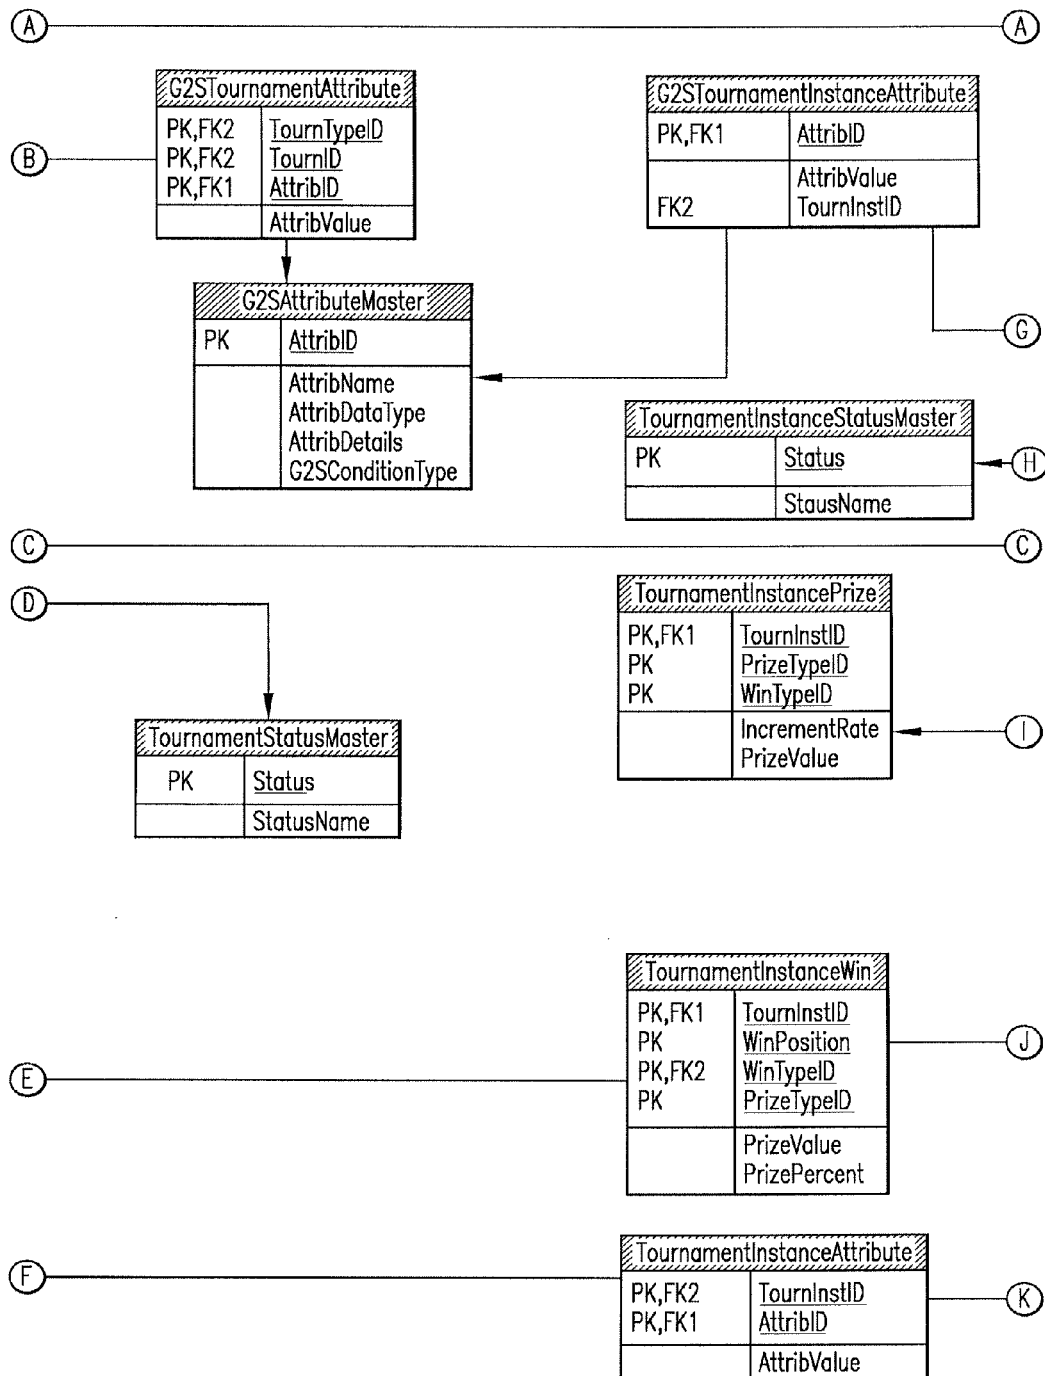 A A
G2STournamentAttribute
PK,FK2 TournTypeID
B
PK,FK2 TournID
PK,FK1 AttribID
AttribValue
G2STournamentInstanceAttribute
PK,FK1 AttribID
AttribValue
FK2 TournInstID
G2SAttributeMaster
PK AttribID
AttribName
AttribDataType
AttribDetails
G2SConditionType
G
TournamentInstanceStatusMaster
PK Status
H
StausName
C C
D
TournamentInstancePrize
PK,FK1 TournInstID
PK PrizeTypeID
PK WinTypeID
IncrementRate
I
PrizeValue
TournamentStatusMaster
PK Status
StatusName
TournamentInstanceWin
PK,FK1 TournInstID
PK WinPosition
J
E
PK,FK2 WinTypeID
PK PrizeTypeID
PrizeValue
PrizePercent
F
TournamentInstanceAttribute
PK,FK2 TournInstID
K
PK,FK1 AttribID
AttribValue